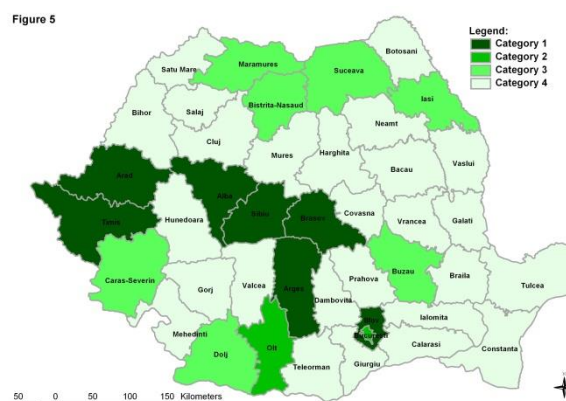 Figure 5
Legend:
Category 1
Category 2
Category 3
Category 4
Botosani
Satu Mare
Maramures
Suceava
Iasi
Bistrita-Nasaud
Salaj
Bihor
Neamt
Cluj
Mures
Harghita
Vaslui
Bacau
Arad
Alba
Sibiu
Brasov
Timis
Hunedoara
Covasna
Vrancea
Galati
Caras-Severin
Gorj
Valcea
Arges
Prahova
Buzau
Braila
Tulcea
Dambovita
Ialomita
Mehedinti
Ilfov
Bucuresti
Dolj
Olt
Teleorman
Giurgiu
Calarasi
Constanta
50 0 50 100 150 Kilometers